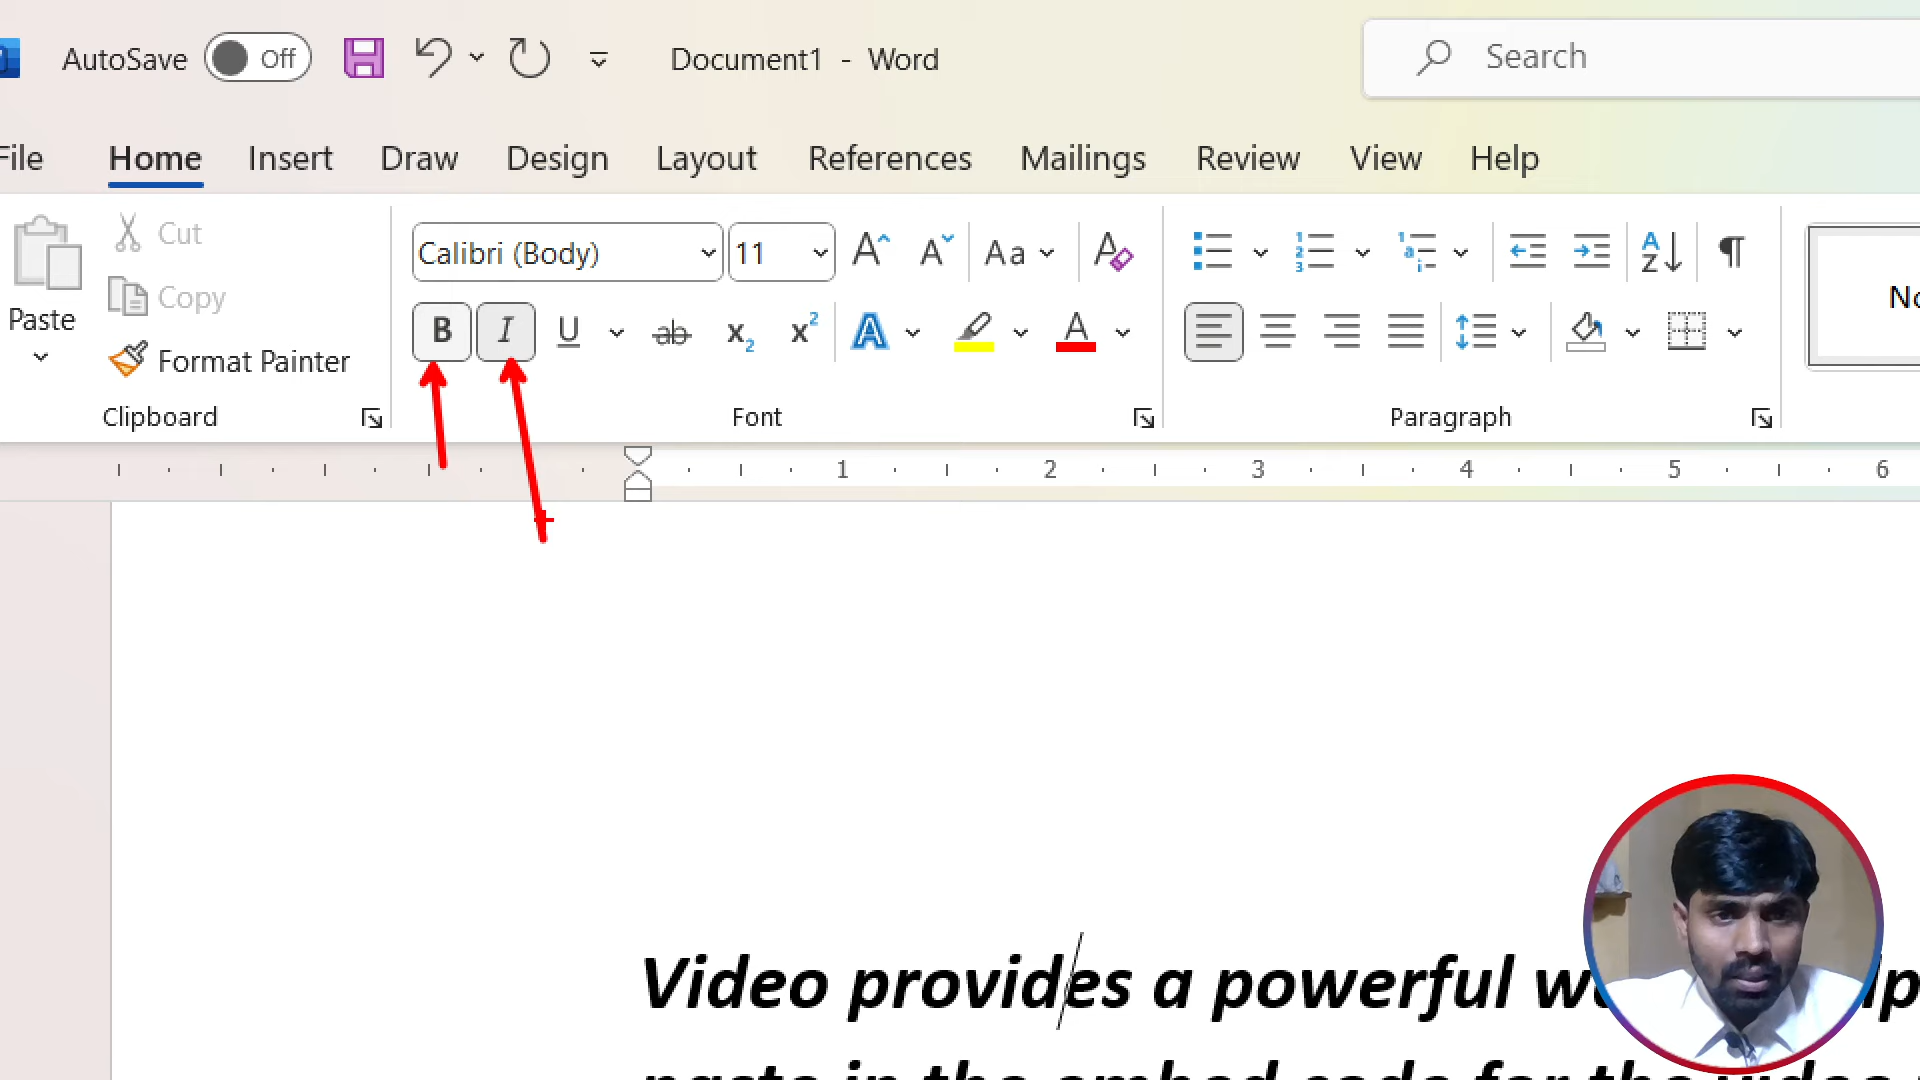 AutoSave Off Document1 - Word Search
File Home Insert Draw Design Layout References Mailings Review View Help
Cut
Copy
Paste
Format Painter
Clipboard
Calibri (Body) 11 Aa
B I U ab x2 x2 A A
Font
Paragraph
1 2 3 4 5 6
Video provides a powerful
paste in the embed code for the video